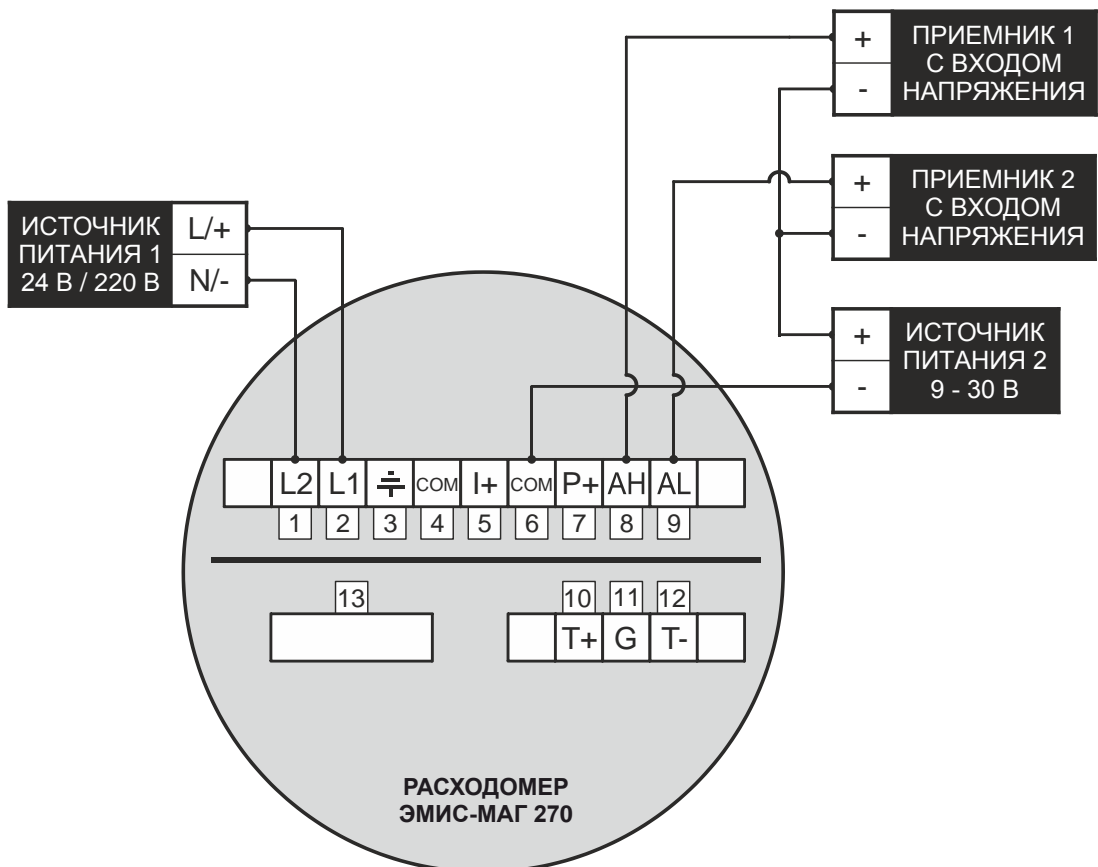 +
-
ПРИЕМНИК 1
С ВХОДОМ
НАПРЯЖЕНИЯ
+
-
ПРИЕМНИК 2
С ВХОДОМ
НАПРЯЖЕНИЯ
ИСТОЧНИК
ПИТАНИЯ 1
24 В / 220 В
L/+
N/-
+
-
ИСТОЧНИК
ПИТАНИЯ 2
9 - 30 В
L2 L1 COM I+ COM P+ AH AL
1 2 3 4 5 6 7 8 9
13 10 11 12
T+ G T-
РАСХОДОМЕР
ЭМИС-МАГ 270